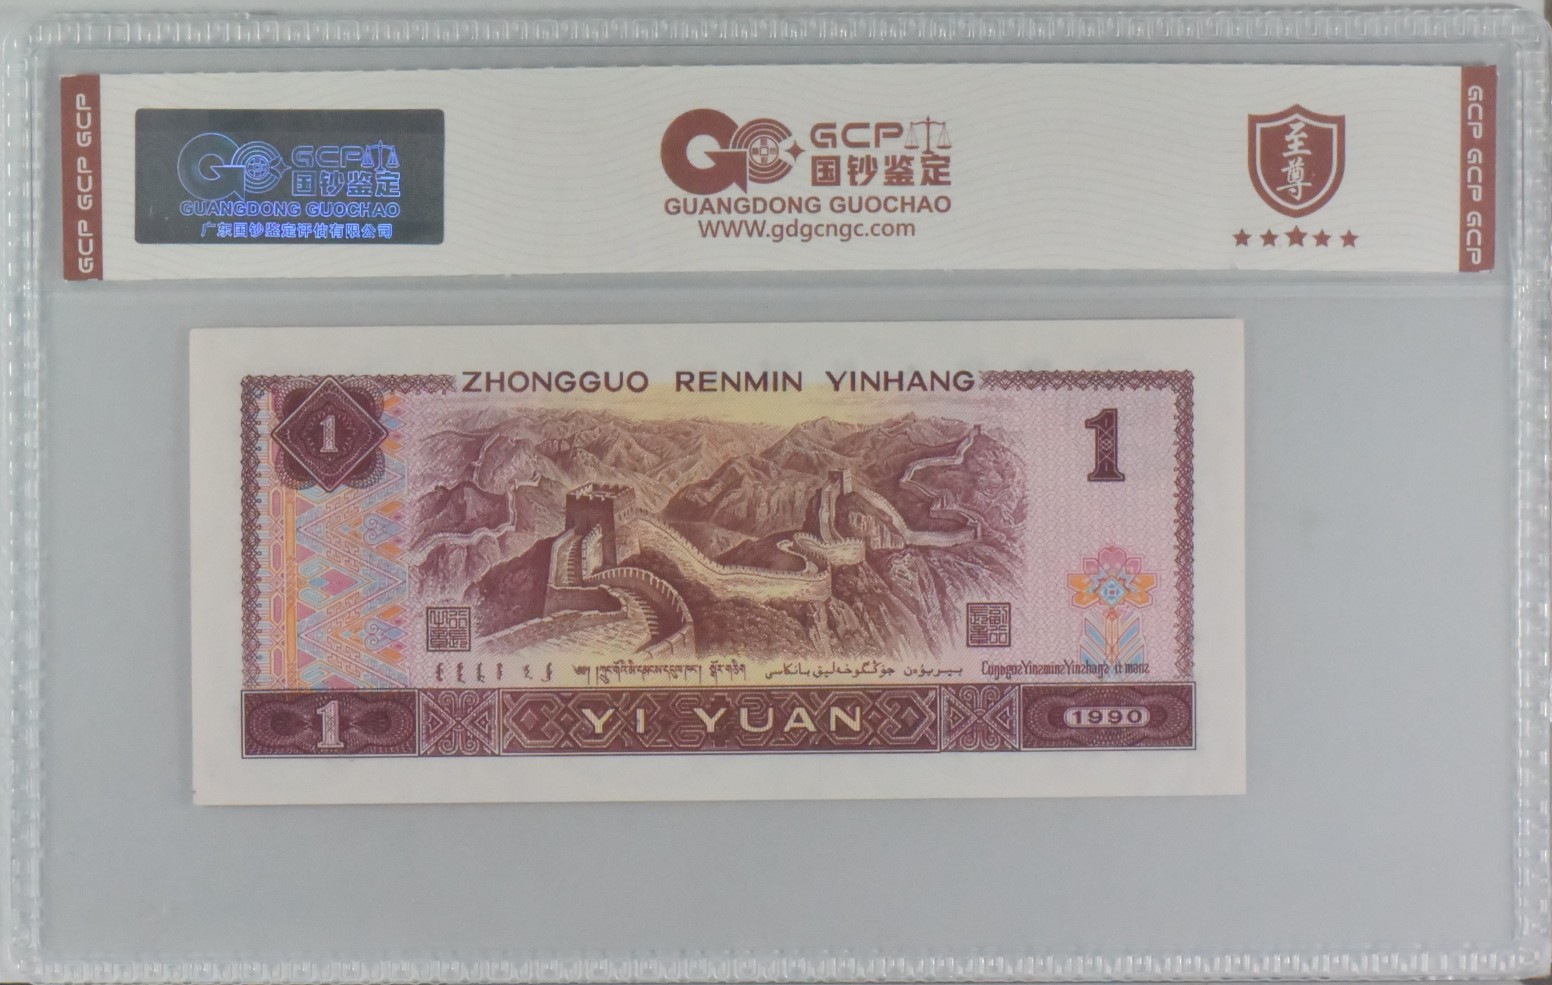 GCP GCP GCP
GCP
国钞鉴定
GUANGDONG GUOCHAO
广东国钞鉴定评估有限公司
GCP
国钞鉴定
GUANGDONG GUOCHAO
WWW.gdgcngc.com
至尊
GCP GCP GCP
ZHONGGUO RENMIN YINHANG
1
1
YI YUAN
1
1990